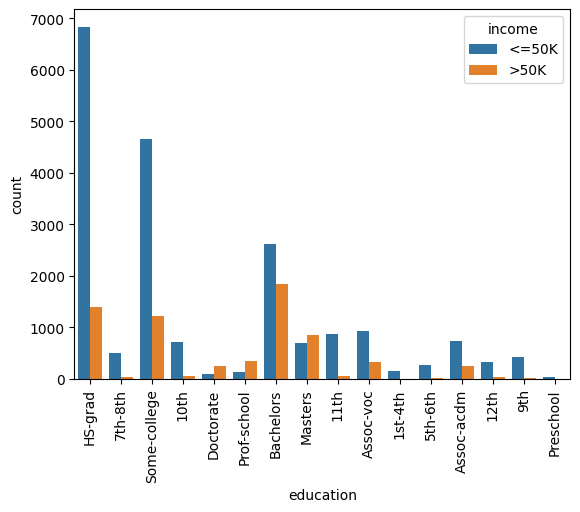 income
<=50K
>50K
count
7000
6000
5000
4000
3000
2000
1000
0
HS-grad
7th-8th
Some-college
10th
Doctorate
Prof-school
Bachelors
Masters
11th
Assoc-voc
1st-4th
5th-6th
Assoc-acdm
12th
9th
Preschool
education